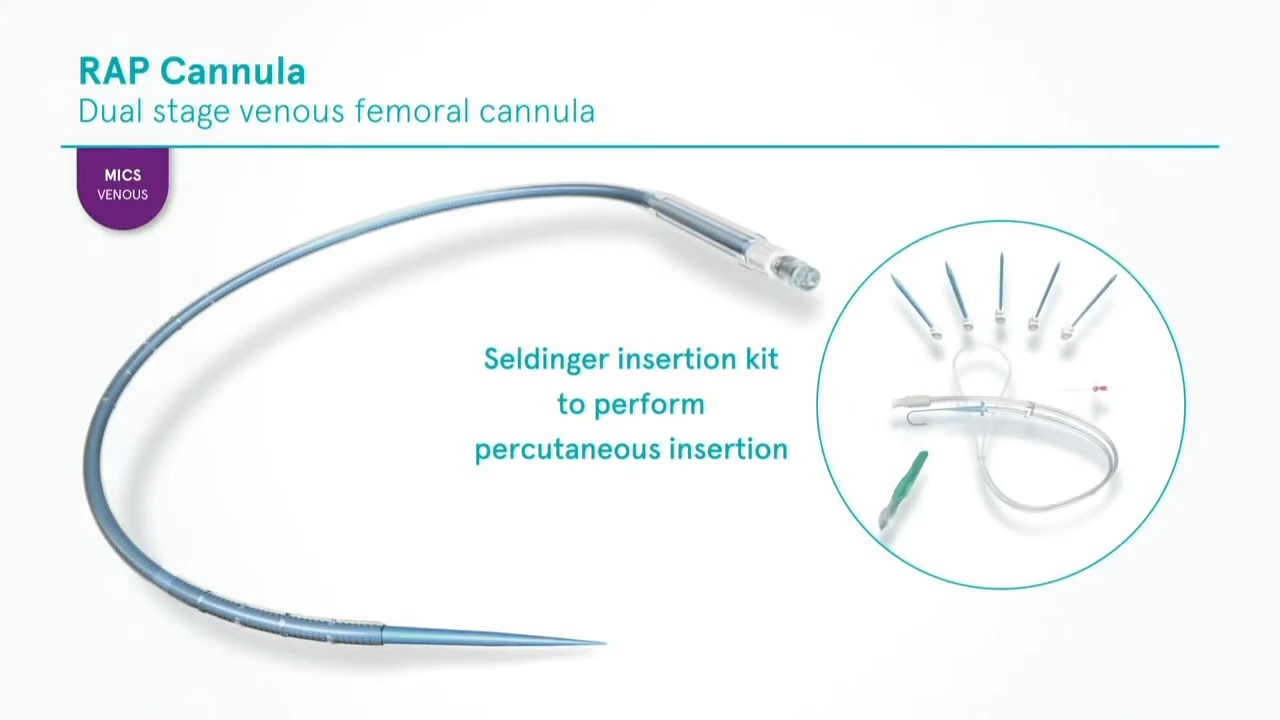 RAP Cannula
Dual stage venous femoral cannula
MICS
VENOUS
Seldinger insertion kit
to perform
percutaneous insertion